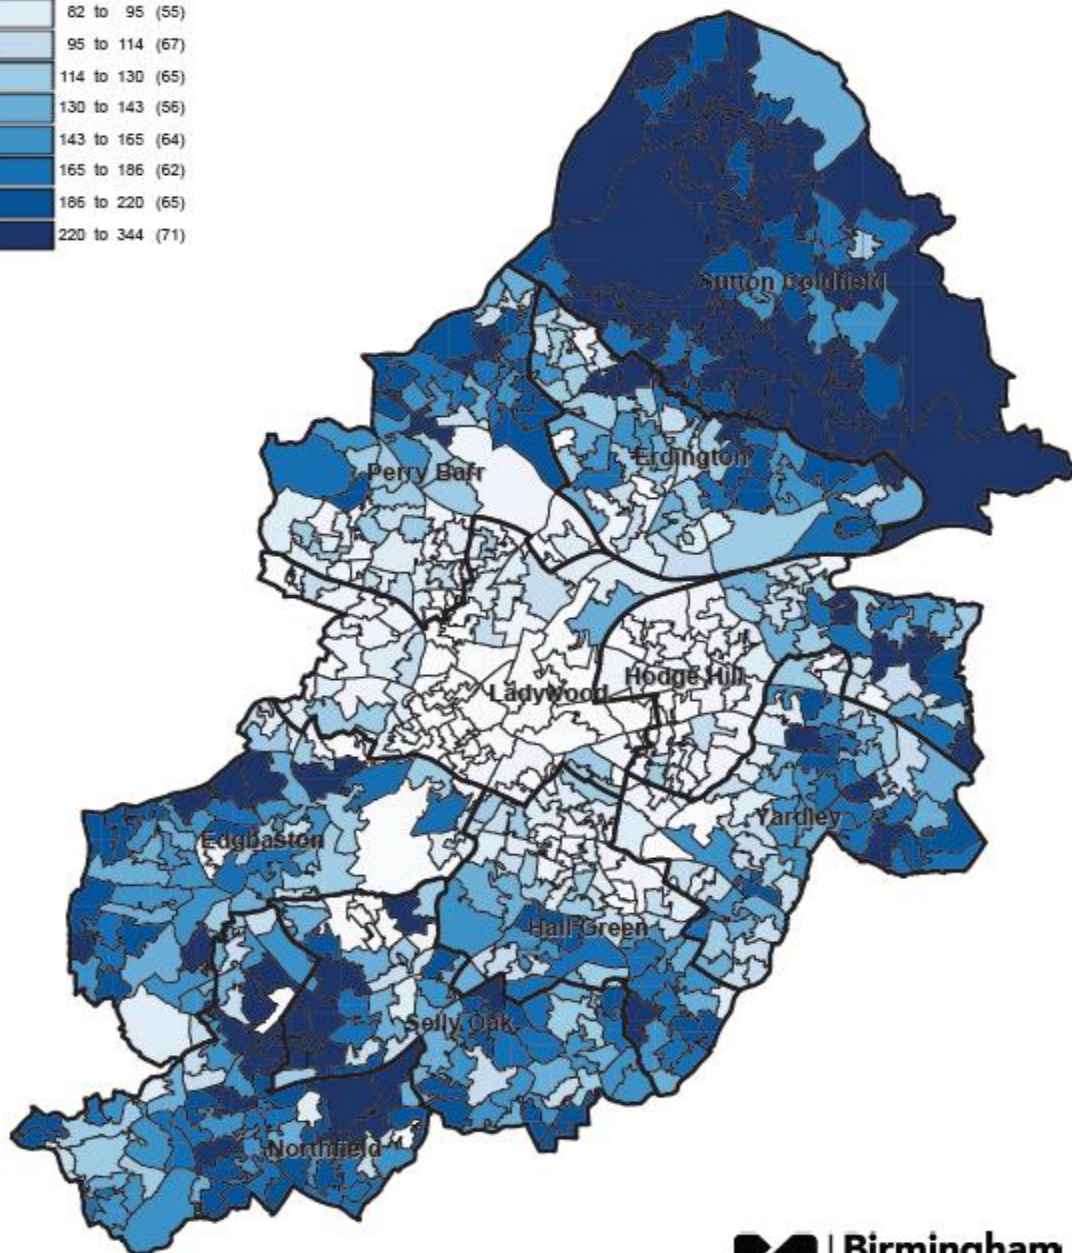 82 to 95 (55)
95 to 114 (67)
114 to 130 (65)
130 to 143 (56)
143 to 165 (64)
165 to 186 (62)
186 to 220 (65)
220 to 344 (71)
Sutton Coldfield
Erdington
Perry Barr
Hodge Hill
Ladywood
Yardley
Edgbaston
Hall Green
Selly Oak
Northfield
Birmingham